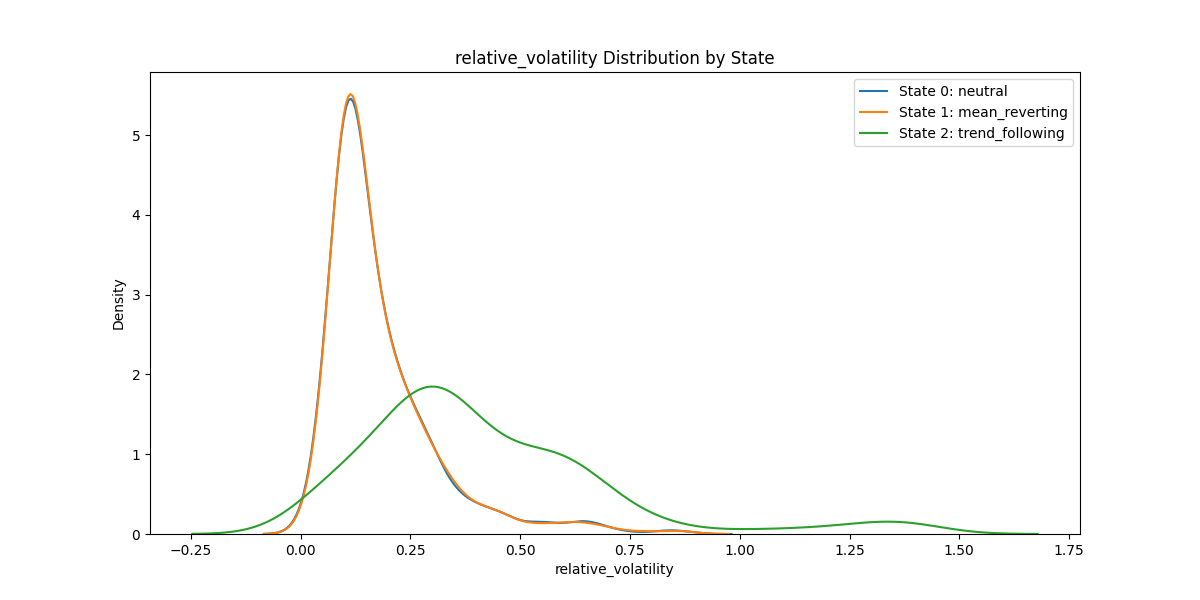 relative_volatility Distribution by State
State 0: neutral
State 1: mean_reverting
State 2: trend_following
Density
5
4
3
2
1
0
−0.25 0.00 0.25 0.50 0.75 1.00 1.25 1.50 1.75
relative_volatility